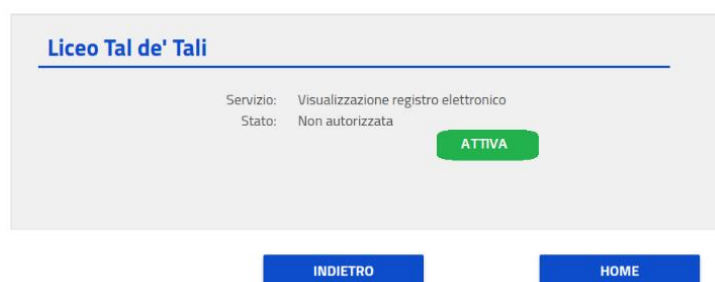 Liceo Tal de' Tali
Servizio: Visualizzazione registro elettronico
Stato: Non autorizzata
ATTIVA
INDIETRO HOME